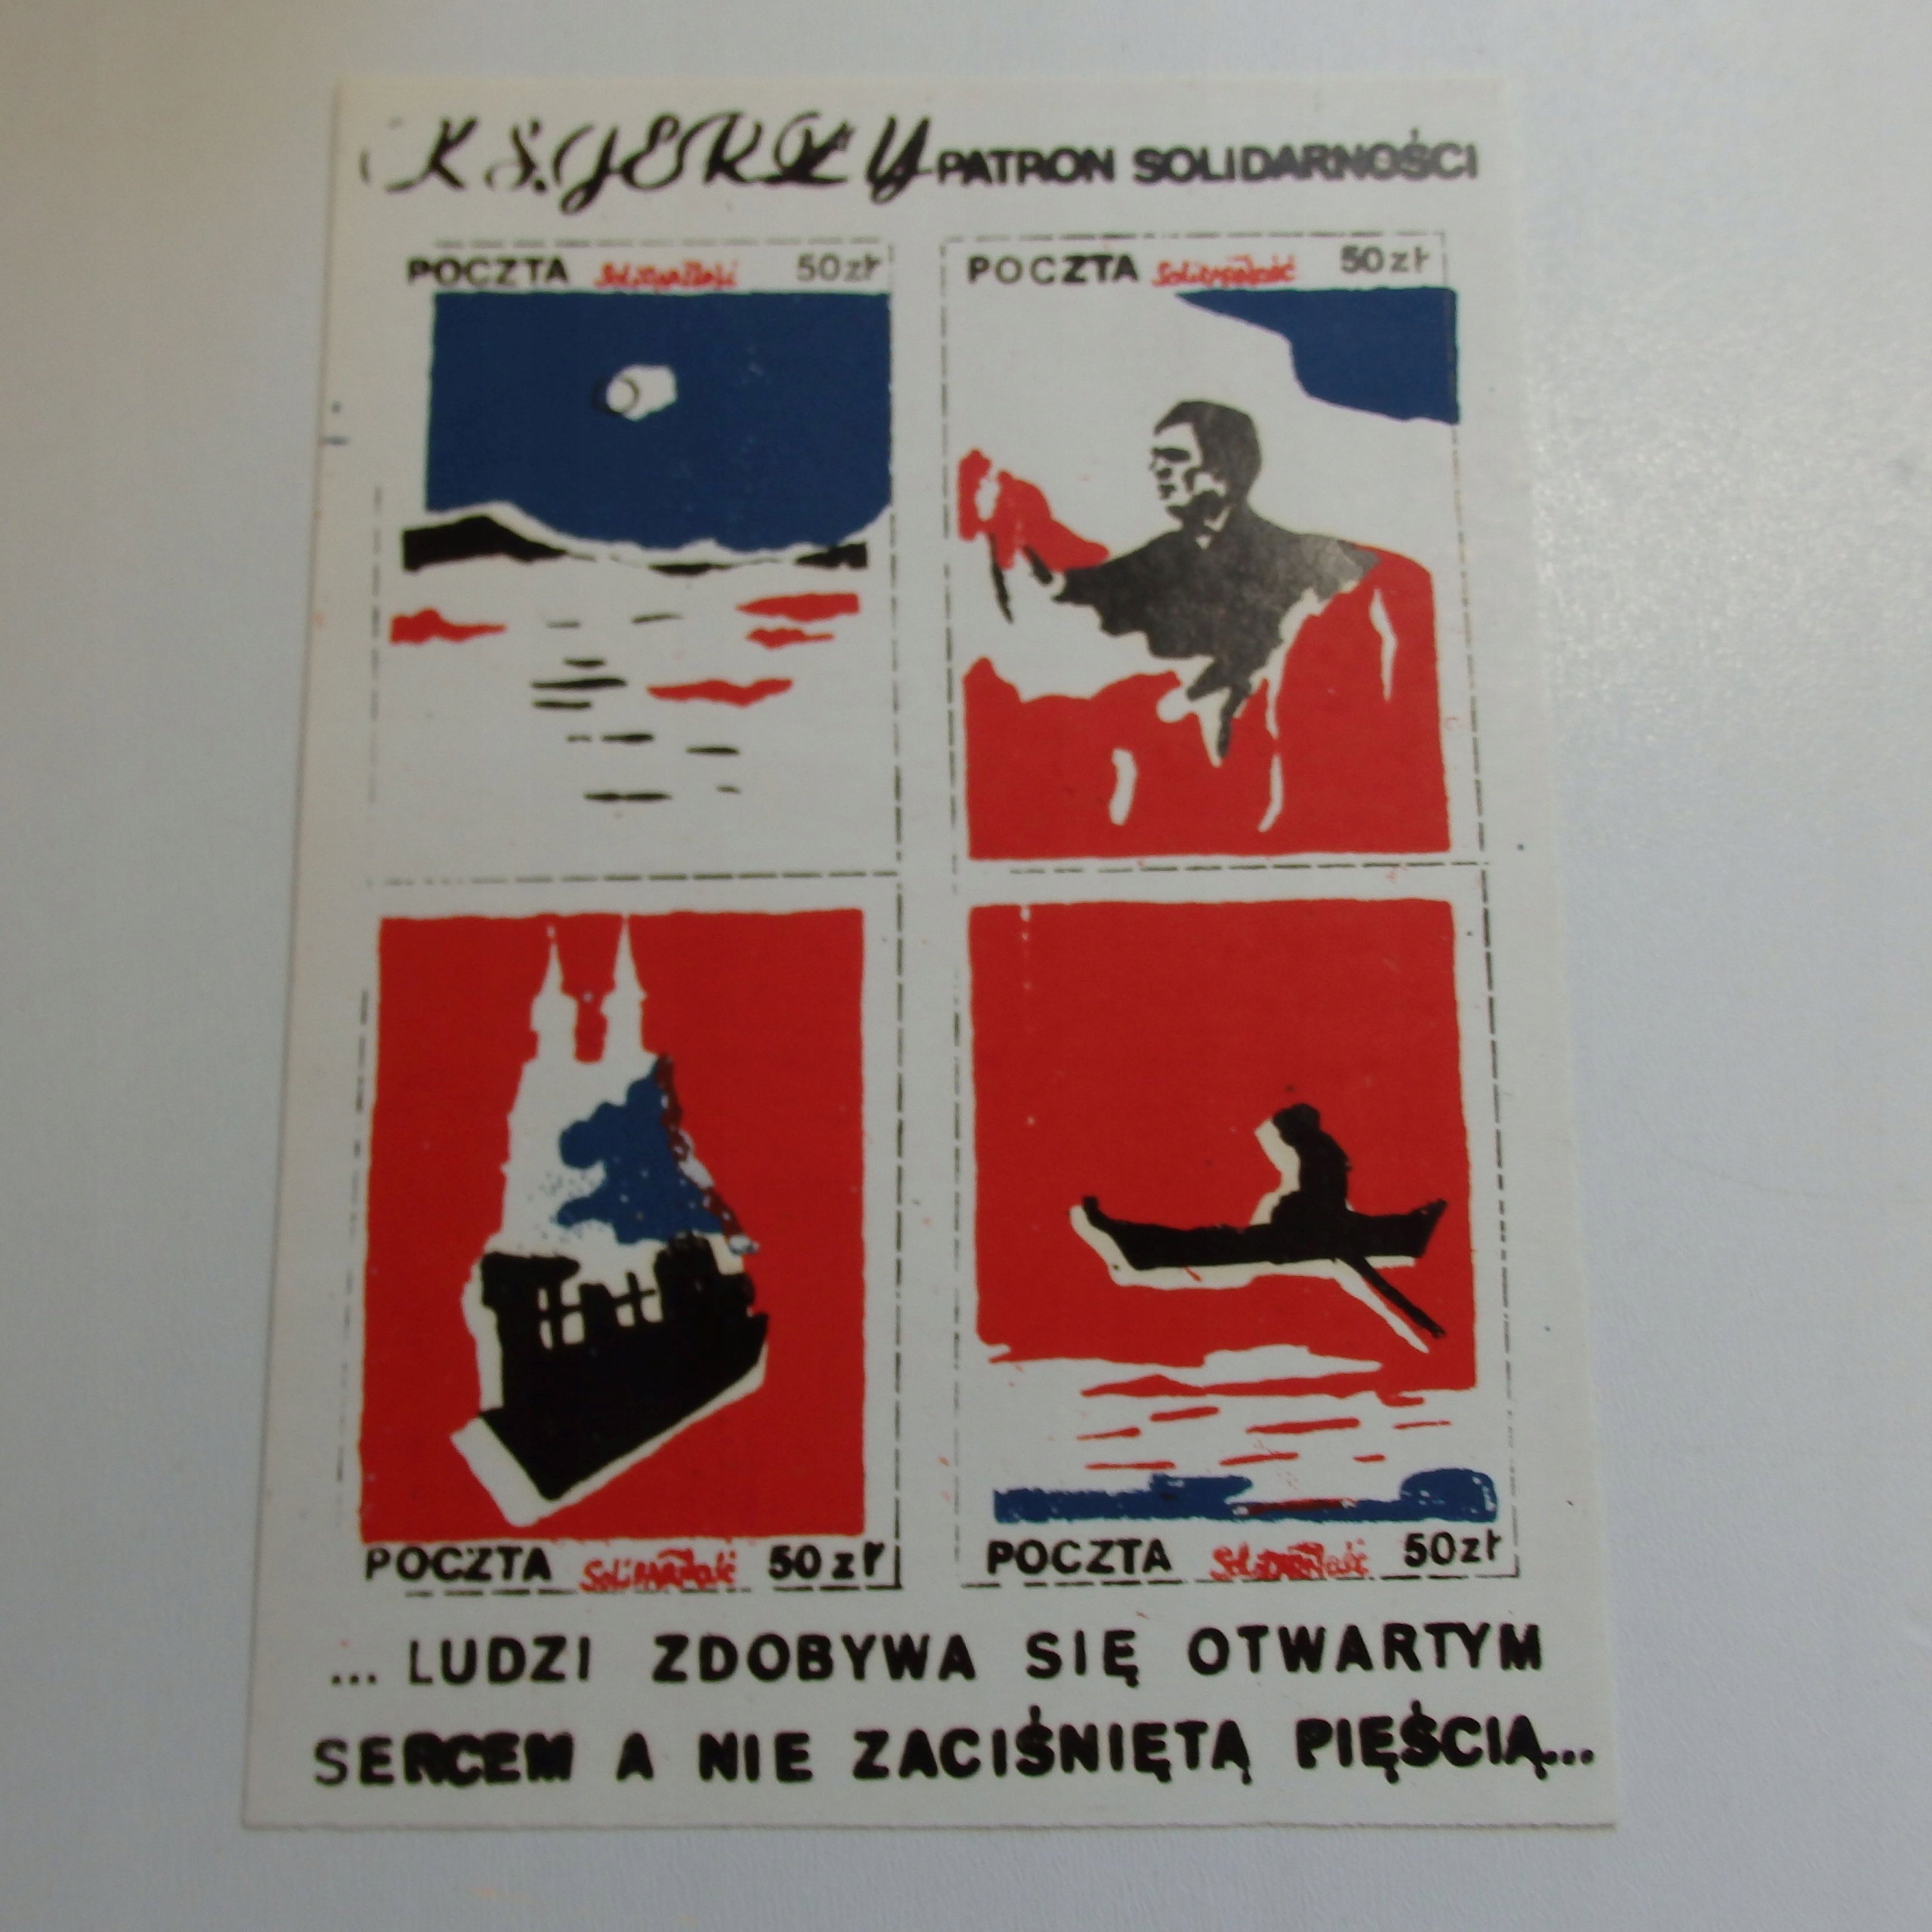 KS. JERZY PATRON SOLIDARNOŚCI
POCZTA Solidarność 50zł
POCZTA Solidarność 50zł
POCZTA Solidarność 50zł
POCZTA Solidarność 50zł
... LUDZI ZDOBYWA SIĘ OTWARTYM
SERCEM A NIE ZACIŚNIĘTĄ PIĘŚCIĄ...